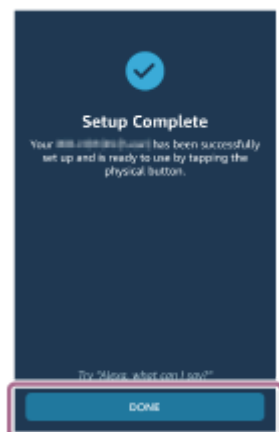 Setup Complete
Your has been successfully
set up and is ready to use by tapping the
physical button.
Try "Alexa, what can I say?"
DONE